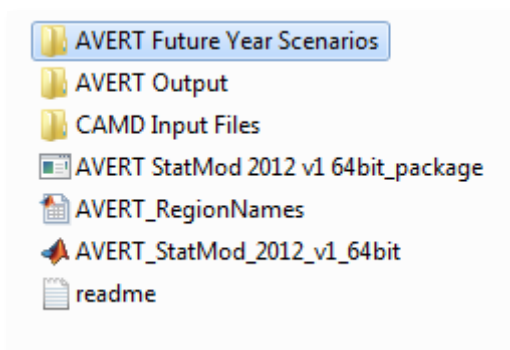 AVERT Future Year Scenarios
AVERT Output
CAMD Input Files
AVERT StatMod 2012 v1 64bit_package
AVERT_RegionNames
AVERT_StatMod_2012_v1_64bit
readme